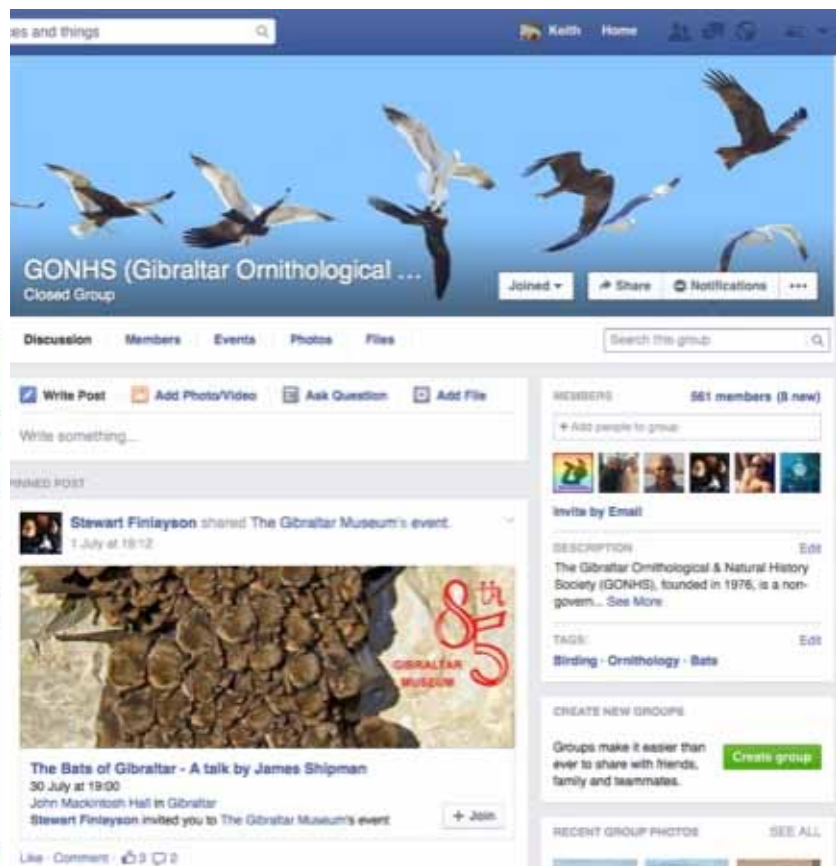 es and things
Keith Home
GONHS (Gibraltar Ornithological ...
Closed Group
Joined
Share
Notifications
Discussion Members Events Photos Files
Search this group
Write Post Add Photo/Video Ask Question Add File
Write something...
PINNED POST
Stewart Finlayson shared The Gibraltar Museum's event.
1 July at 19:12
85th
GIBRALTAR
MUSEUM
The Bats of Gibraltar - A talk by James Shipman
30 July at 19:00
John Mackintosh Hall in Gibraltar
Stewart Finlayson invited you to The Gibraltar Museum's event
+ Join
Like · Comment · 3 2
MEMBERS 561 members (8 new)
+ Add people to group
Invite by Email
DESCRIPTION Edit
The Gibraltar Ornithological & Natural History
Society (GONHS), founded in 1976, is a non-
govern... See More
TAGS: Edit
Birding · Ornithology · Bats
CREATE NEW GROUPS
Groups make it easier than
ever to share with friends,
family and teammates.
Create group
RECENT GROUP PHOTOS SEE ALL